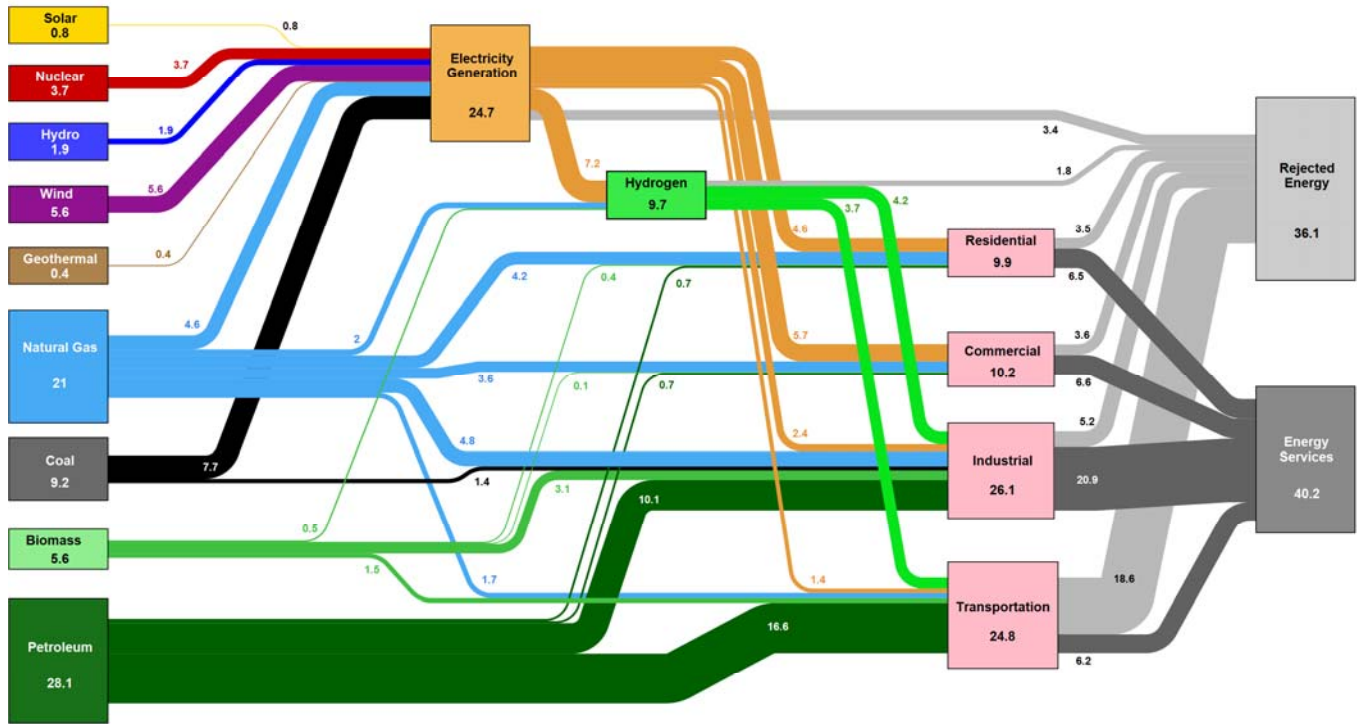 Solar
0.8
0.8
Nuclear
3.7
3.7
Hydro
1.9
1.9
Wind
5.6
5.6
Geothermal
0.4
0.4
Natural Gas
21
4.6
2
4.2
3.6
4.8
1.7
Coal
9.2
7.7
1.4
Biomass
5.6
0.5
0.4
0.1
3.1
1.5
Petroleum
28.1
0.7
0.7
10.1
16.6
Electricity
Generation
24.7
7.2
4.6
5.7
2.4
1.4
3.4
Hydrogen
9.7
1.8
4.2
3.7
Residential
9.9
3.5
6.5
Commercial
10.2
3.6
6.6
Industrial
26.1
5.2
20.9
Transportation
24.8
18.6
6.2
Rejected
Energy
36.1
Energy
Services
40.2